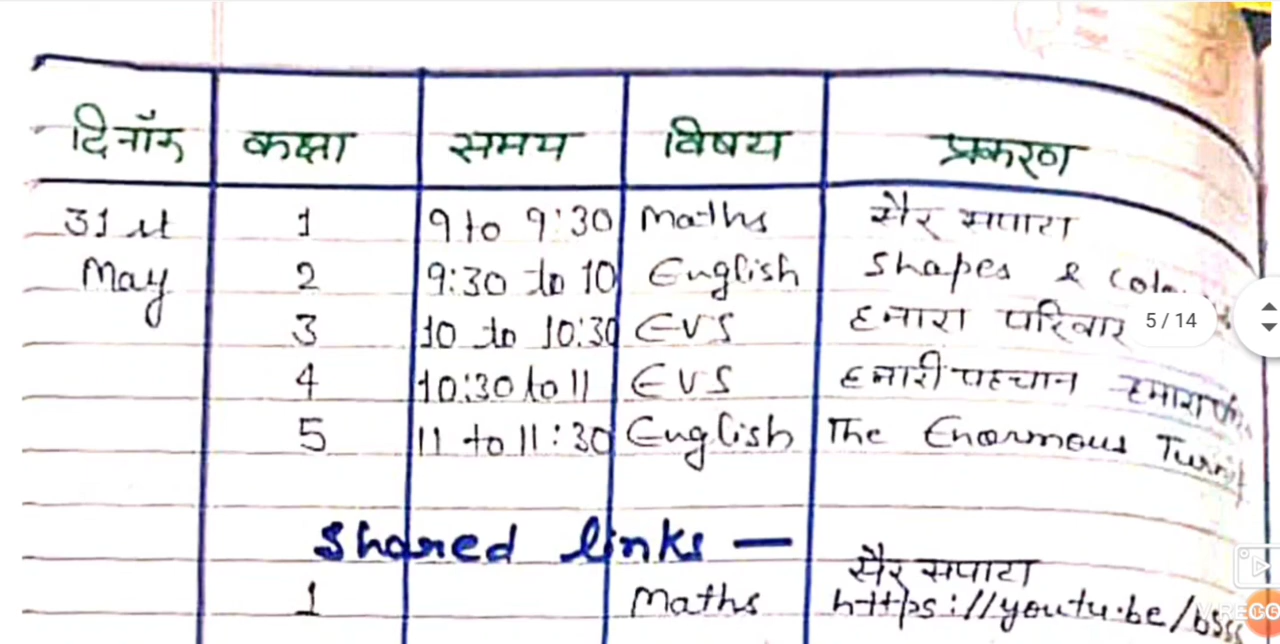 दिनाँक कक्षा समय विषय प्रकरण
31st 1 9 to 9:30 Maths सैर सपाटा
May 2 9:30 to 10 English Shapes &
3 10 to 10:30 EVS हमारा परिवार
5 / 14
4 10:30 to 11 EVS हमारी पहचान
5 11 to 11:30 English The Enormous
Shared links —
सैर सपाटा
1 Maths https://youtu.be/